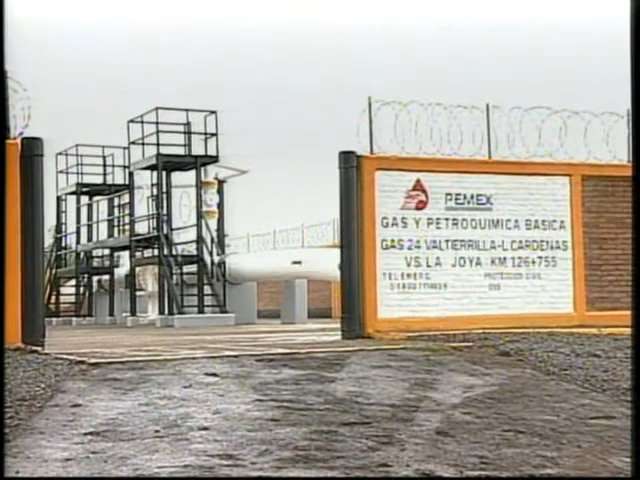 PEMEX
GAS Y PETROQUIMICA BASICA
GAS 24 VALTIERRILLA-L CARDENAS
VS LA JOYA KM 126+755